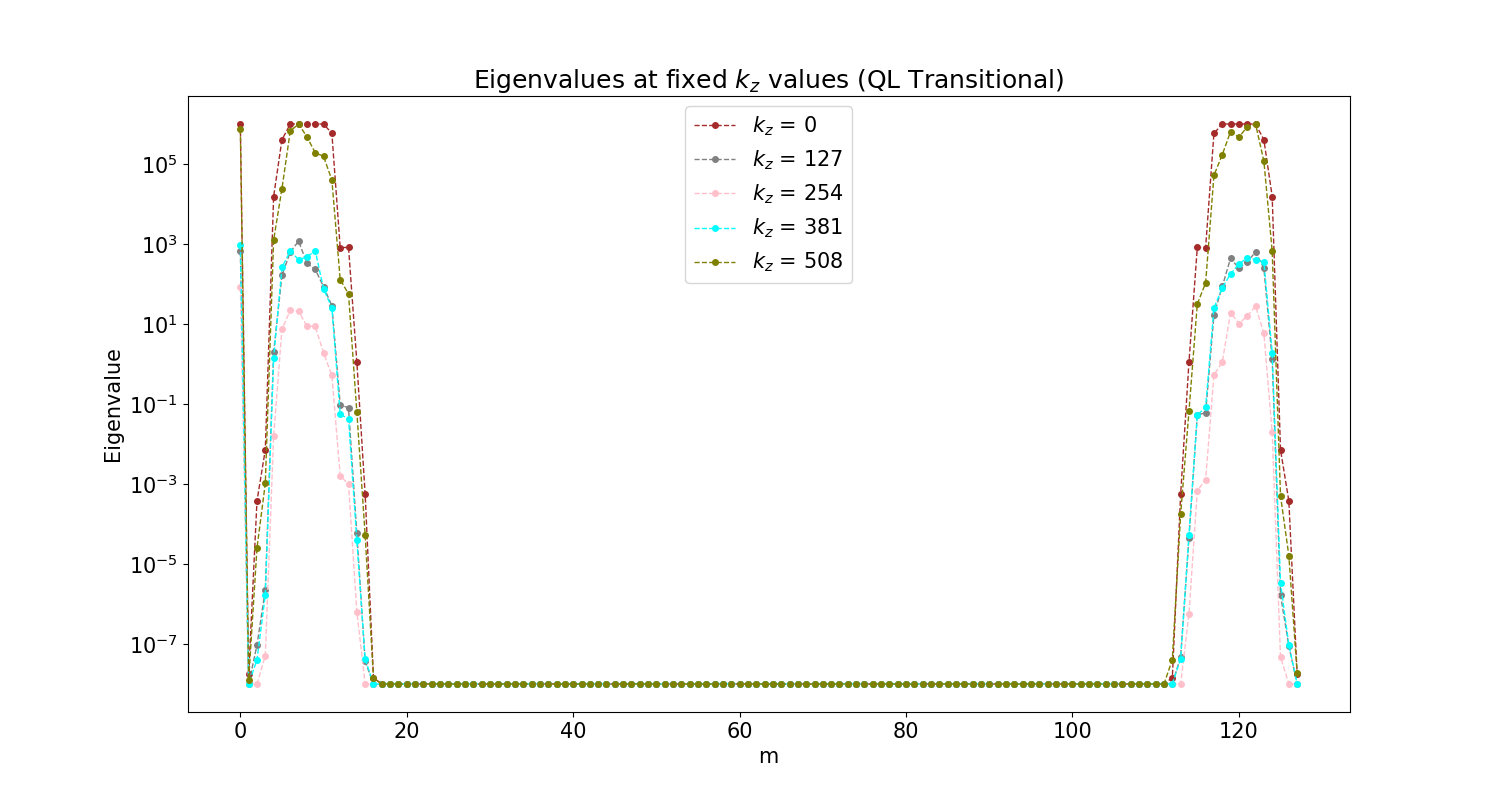 Eigenvalues at fixed $k_z$ values (QL Transitional)
$k_z$ = 0
$k_z$ = 127
$k_z$ = 254
$k_z$ = 381
$k_z$ = 508
Eigenvalue
$10^5$
$10^3$
$10^1$
$10^{-1}$
$10^{-3}$
$10^{-5}$
$10^{-7}$
0 20 40 60 80 100 120
m